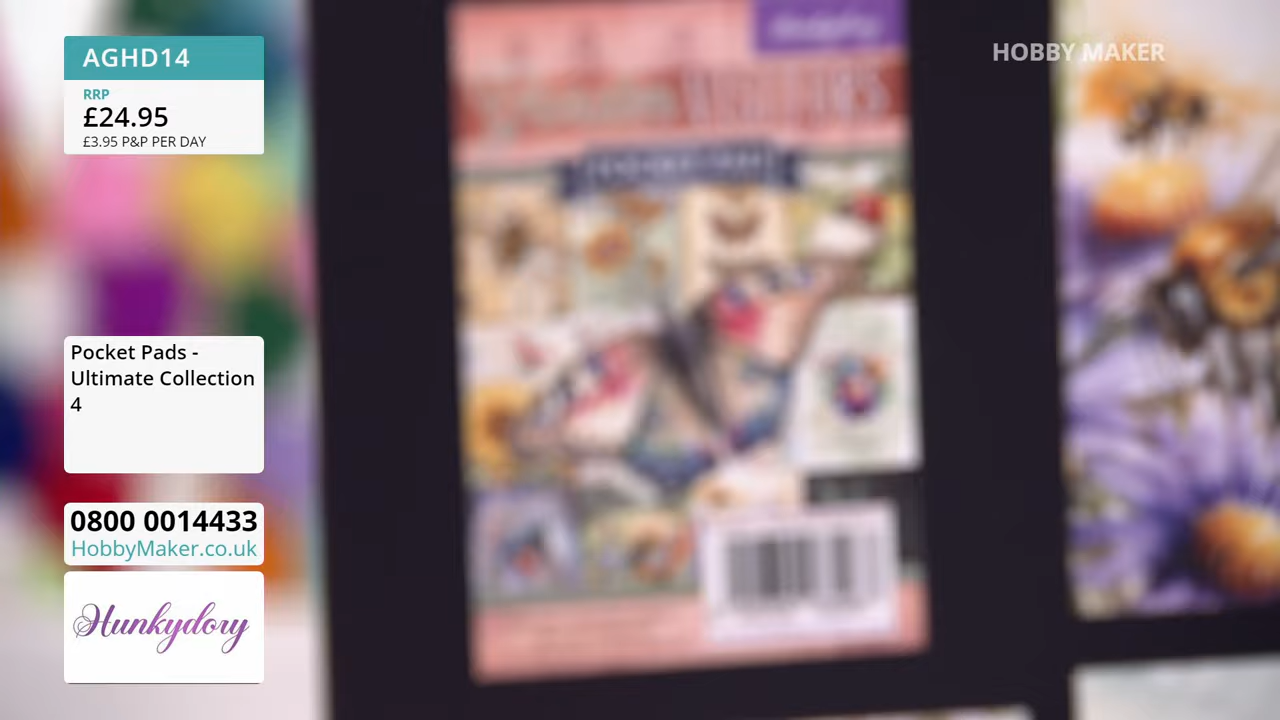 AGHD14
RRP
£24.95
£3.95 P&P PER DAY
HOBBY MAKER
Pocket Pads -
Ultimate Collection
4
0800 0014433
HobbyMaker.co.uk
Hunkydory